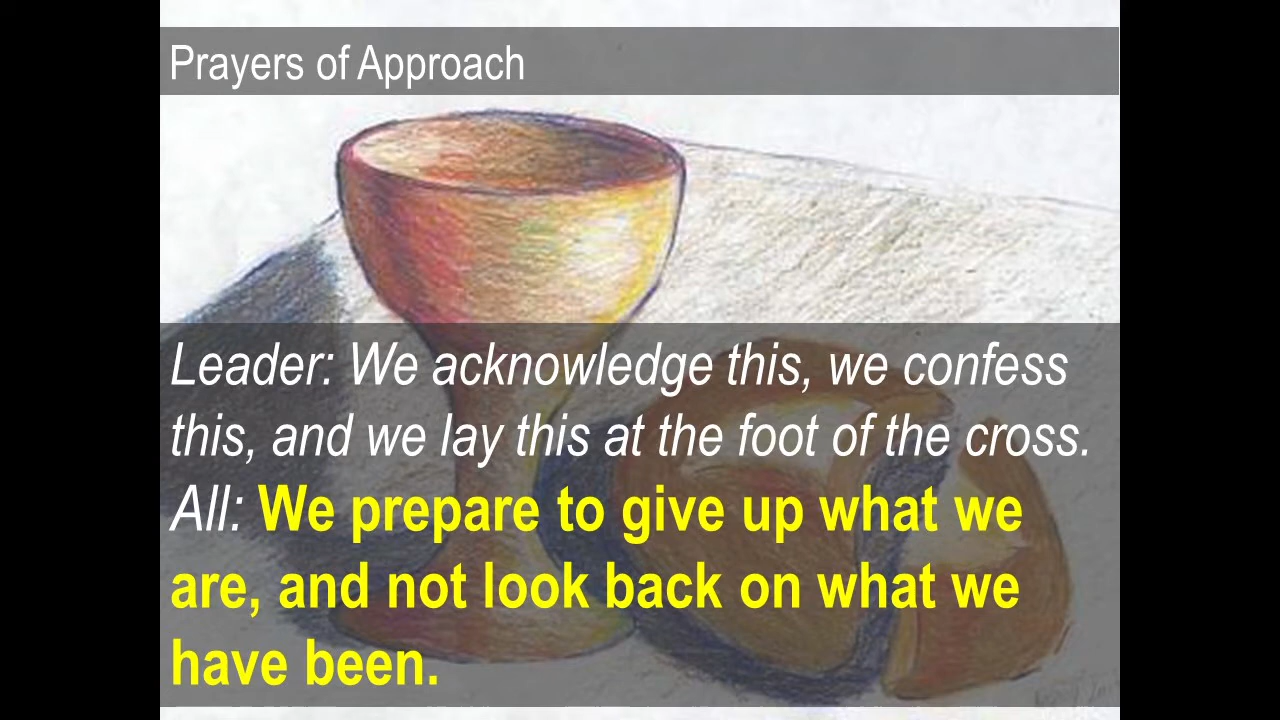 Prayers of Approach
Leader: We acknowledge this, we confess
this, and we lay this at the foot of the cross.
All: We prepare to give up what we
are, and not look back on what we
have been.